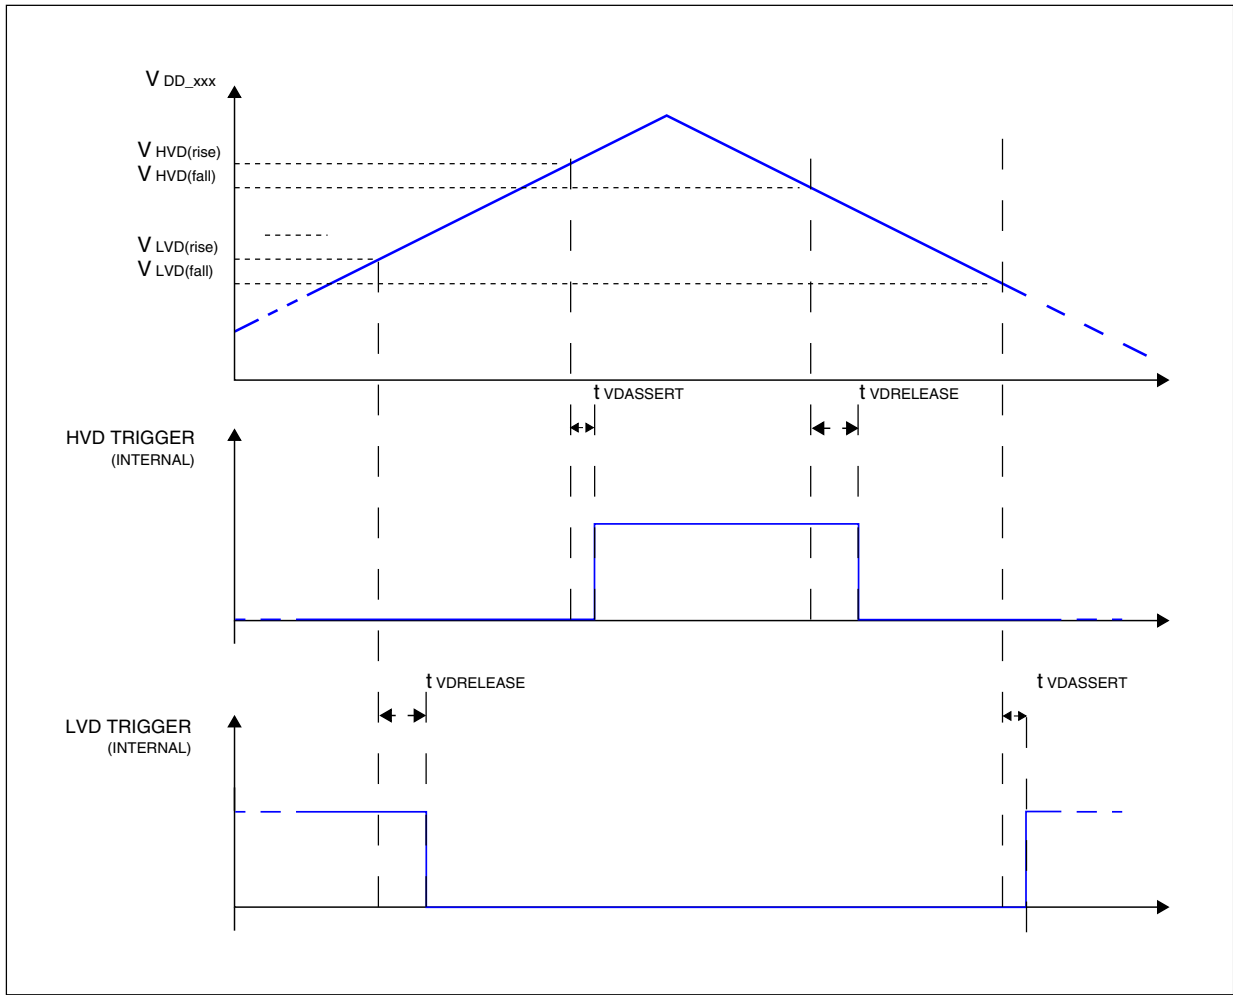 V DD_xxx
V HVD(rise)
V HVD(fall)
V LVD(rise)
V LVD(fall)
t VDASSERT
t VDRELEASE
HVD TRIGGER
(INTERNAL)
t VDRELEASE
t VDASSERT
LVD TRIGGER
(INTERNAL)